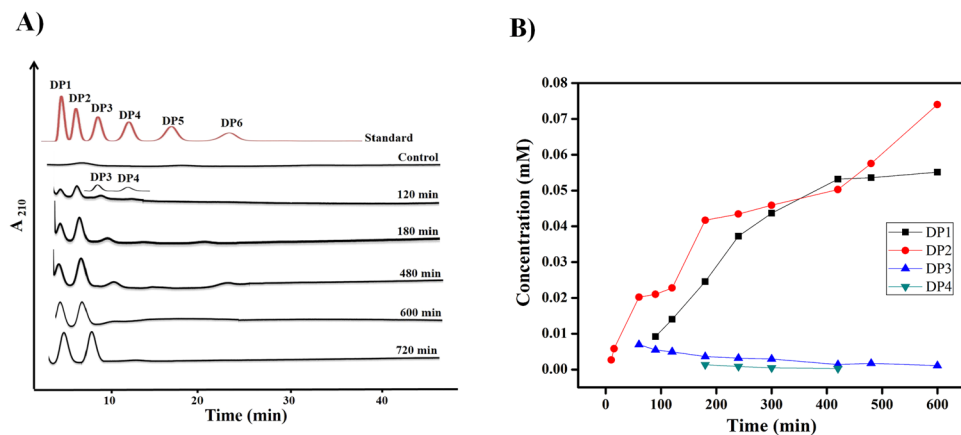 A)
A 210
DP1
DP2
DP3
DP4
DP5
DP6
Standard
Control
DP3
DP4
120 min
180 min
480 min
600 min
720 min
10
20
30
40
Time (min)
B)
Concentration (mM)
0.08
0.07
0.06
0.05
0.04
0.03
0.02
0.01
0.00
DP1
DP2
DP3
DP4
0
100
200
300
400
500
600
Time (min)